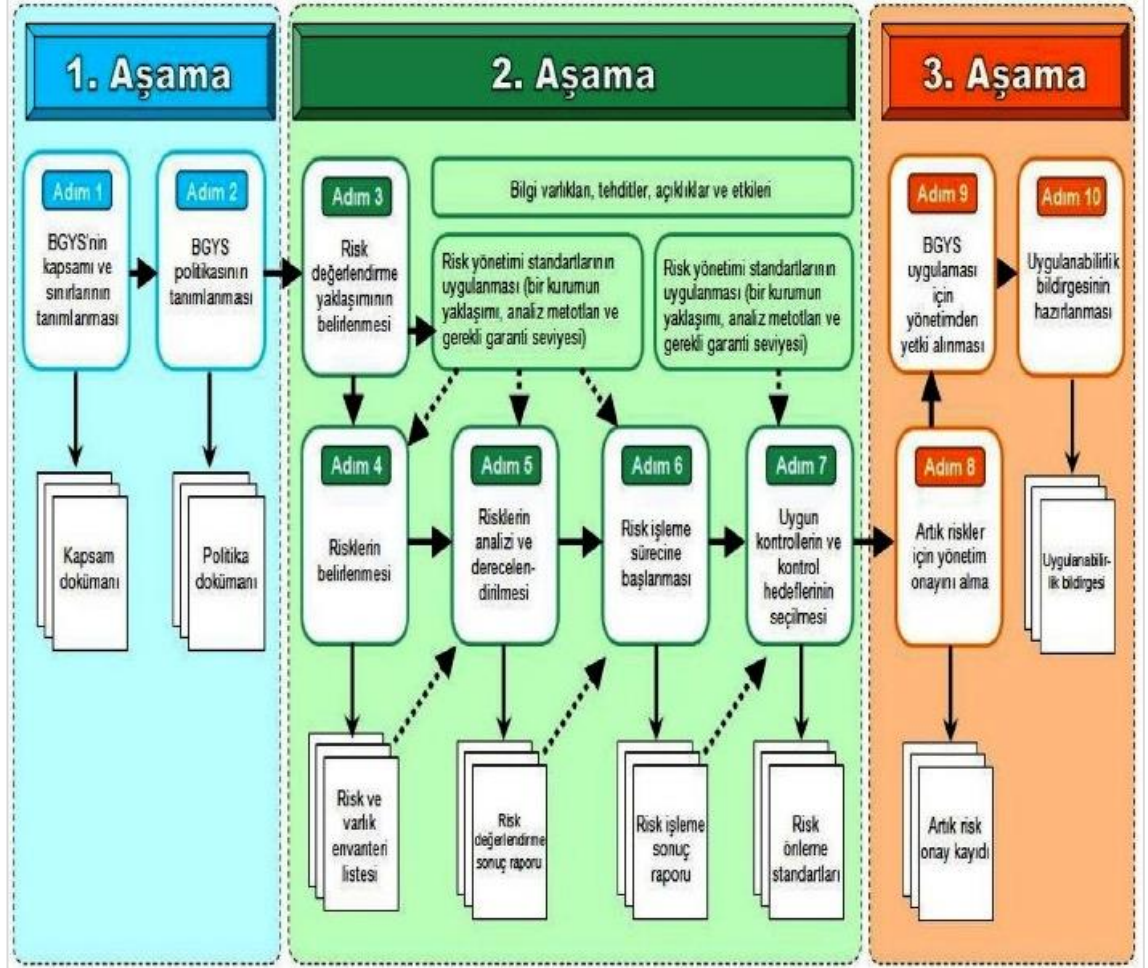 1. Aşama
2. Aşama
3. Aşama
Adım 1
BGYS'nin
kapsamı ve
sınırlarının
tanımlanması
Adım 2
BGYS
politikasının
tanımlanması
Kapsam
dokümanı
Politika
dokümanı
Adım 3
Risk
değerlendirme
yaklaşımının
belirlenmesi
Bilgi varlıkları, tehditler, açıklıklar ve etkileri
Risk yönetimi standartlarının
uygulanması (bir kurumun
yaklaşımı, analiz metotları ve
gerekli garanti seviyesi)
Risk yönetimi standartlarının
uygulanması (bir kurumun
yaklaşımı, analiz metotları ve
gerekli garanti seviyesi)
Adım 4
Risklerin
belirlenmesi
Adım 5
Risklerin
analizi ve
derecelen-
dirilmesi
Adım 6
Risk işleme
sürecine
başlanması
Adım 7
Uygun
kontrollerin ve
kontrol
hedeflerinin
seçilmesi
Risk ve
varlık
envanteri
listesi
Risk
değerlendirme
sonuç raporu
Risk işleme
sonuç
raporu
Risk
önleme
standartları
Adım 9
BGYS
uygulaması
için
yönetimden
yetki alınması
Adım 10
Uygulanabilirlik
bildirgesinin
hazırlanması
Adım 8
Artık riskler
için yönetim
onayını alma
Uygulanabilir-
lik bildirgesi
Artık risk
onay kayıdı